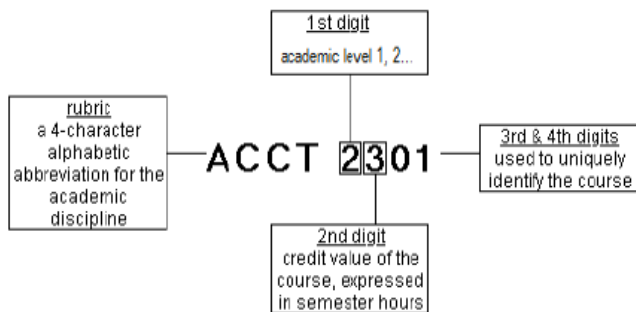 1st digit
academic level 1, 2...
rubric
a 4-character
alphabetic
abbreviation for the
academic
discipline
ACCT 2301
3rd & 4th digits
used to uniquely
identify the course
2nd digit
credit value of the
course, expressed
in semester hours